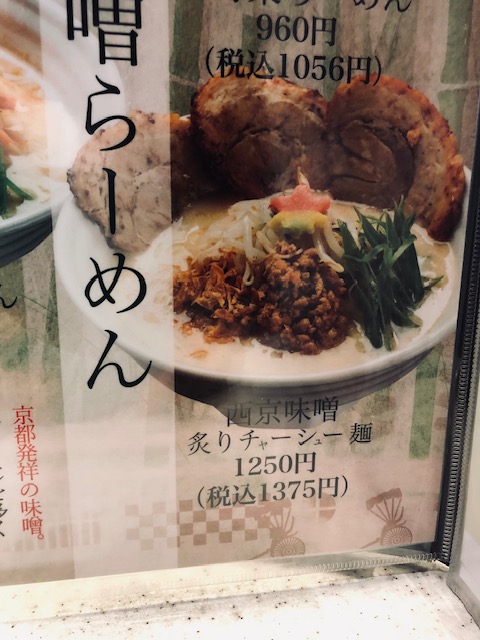 960円
(税込1056円)
噌らーめん
西京味噌
炙りチャーシュー麺
1250円
(税込1375円)
京都発祥の味噌。